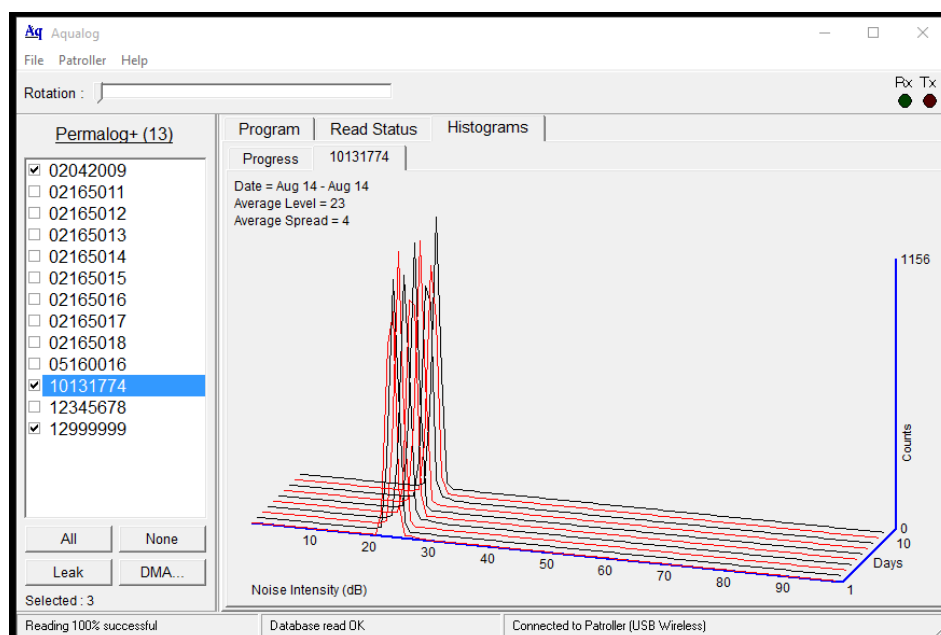 Aq Aqualog
File Patroller Help
Rotation :
Rx Tx
Permalog+ (13)
02042009
02165011
02165012
02165013
02165014
02165015
02165016
02165017
02165018
05160016
10131774
12345678
12999999
All None
Leak DMA...
Selected : 3
Program Read Status Histograms
Progress 10131774
Date = Aug 14 - Aug 14
Average Level = 23
Average Spread = 4
1156
Counts
0
10
Days
1
10 20 30 40 50 60 70 80 90
Noise Intensity (dB)
Reading 100% successful Database read OK Connected to Patroller (USB Wireless)